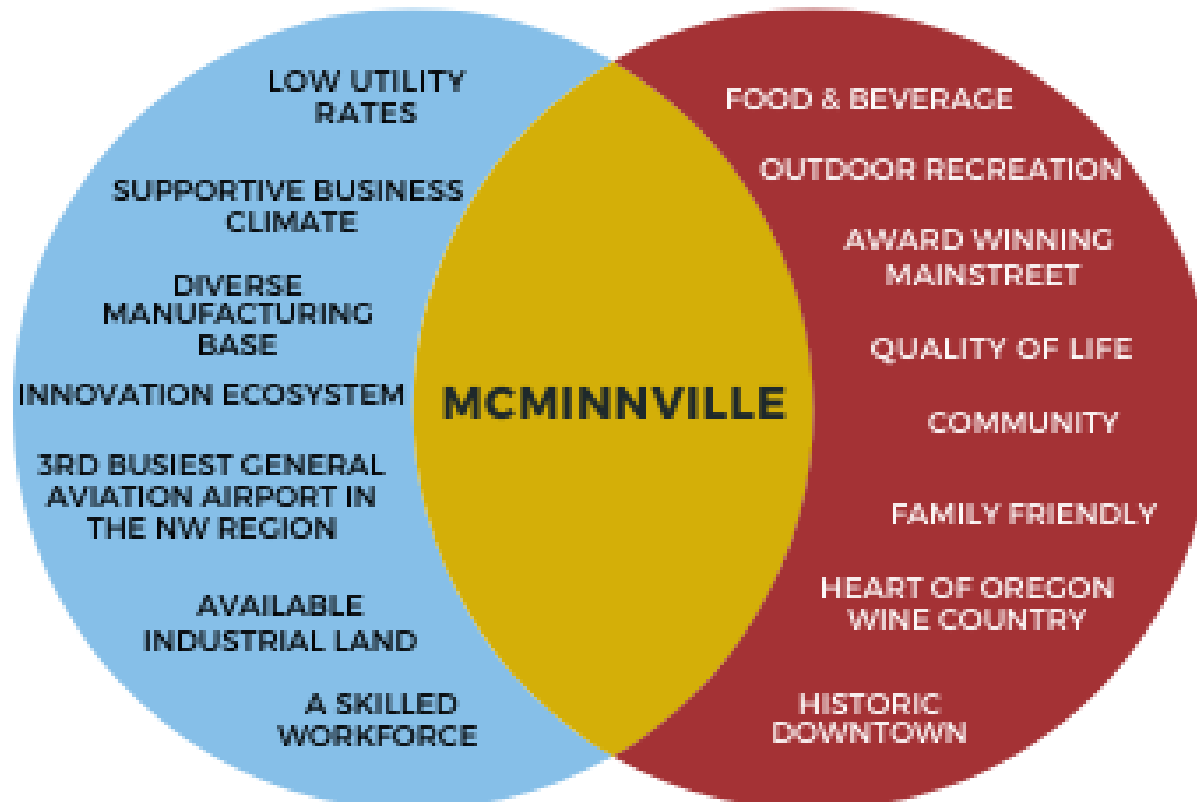 LOW UTILITY
RATES
SUPPORTIVE BUSINESS
CLIMATE
DIVERSE
MANUFACTURING
BASE
INNOVATION ECOSYSTEM
3RD BUSIEST GENERAL
AVIATION AIRPORT IN
THE NW REGION
AVAILABLE
INDUSTRIAL LAND
A SKILLED
WORKFORCE
MCMINNVILLE
FOOD & BEVERAGE
OUTDOOR RECREATION
AWARD WINNING
MAINSTREET
QUALITY OF LIFE
COMMUNITY
FAMILY FRIENDLY
HEART OF OREGON
WINE COUNTRY
HISTORIC
DOWNTOWN